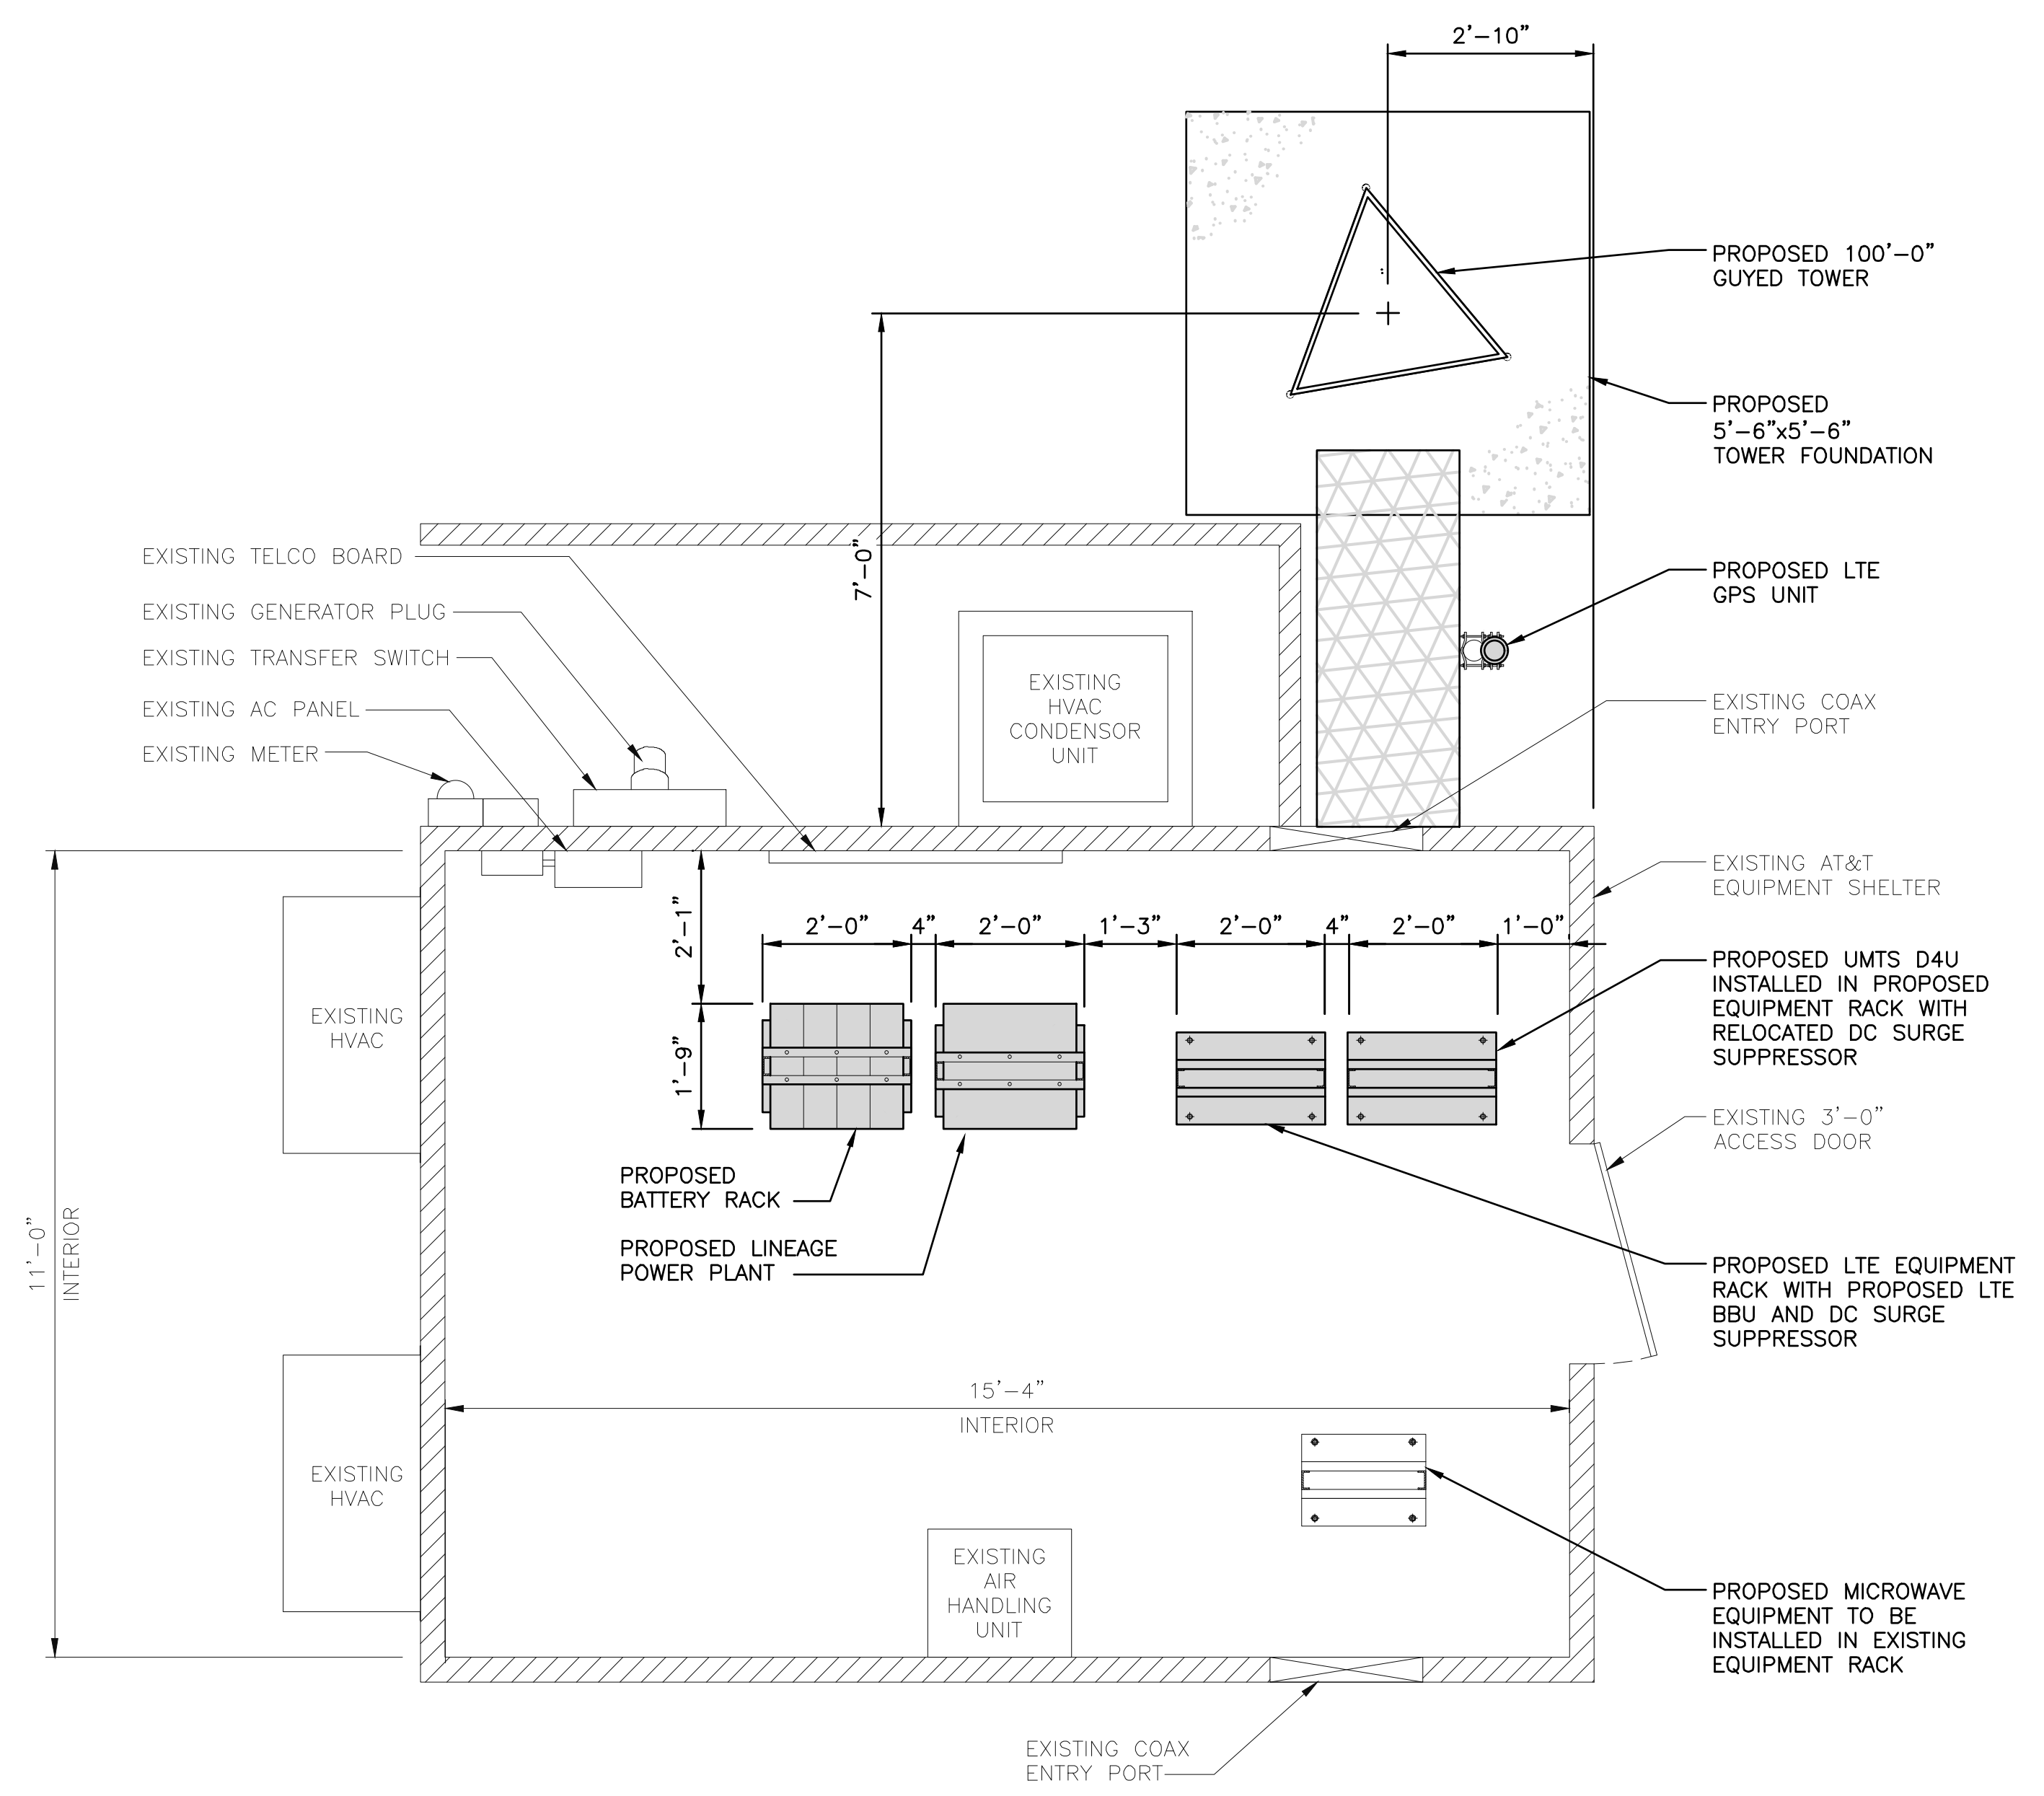 2'-10"
PROPOSED 100'-0"
GUYED TOWER
PROPOSED
5'-6"x5'-6"
TOWER FOUNDATION
EXISTING TELCO BOARD
7'-0"
PROPOSED LTE
GPS UNIT
EXISTING GENERATOR PLUG
EXISTING TRANSFER SWITCH
EXISTING AC PANEL
EXISTING METER
EXISTING
HVAC
CONDENSOR
UNIT
EXISTING COAX
ENTRY PORT
EXISTING AT&T
EQUIPMENT SHELTER
2'-1"
2'-0"
4"
2'-0"
1'-3"
2'-0"
4"
2'-0"
1'-0"
PROPOSED UMTS D4U
INSTALLED IN PROPOSED
EQUIPMENT RACK WITH
RELOCATED DC SURGE
SUPPRESSOR
EXISTING
HVAC
1'-9"
EXISTING 3'-0"
ACCESS DOOR
PROPOSED
BATTERY RACK
PROPOSED LINEAGE
POWER PLANT
11'-0"
INTERIOR
PROPOSED LTE EQUIPMENT
RACK WITH PROPOSED LTE
BBU AND DC SURGE
SUPPRESSOR
15'-4"
INTERIOR
EXISTING
HVAC
EXISTING
AIR
HANDLING
UNIT
PROPOSED MICROWAVE
EQUIPMENT TO BE
INSTALLED IN EXISTING
EQUIPMENT RACK
EXISTING COAX
ENTRY PORT